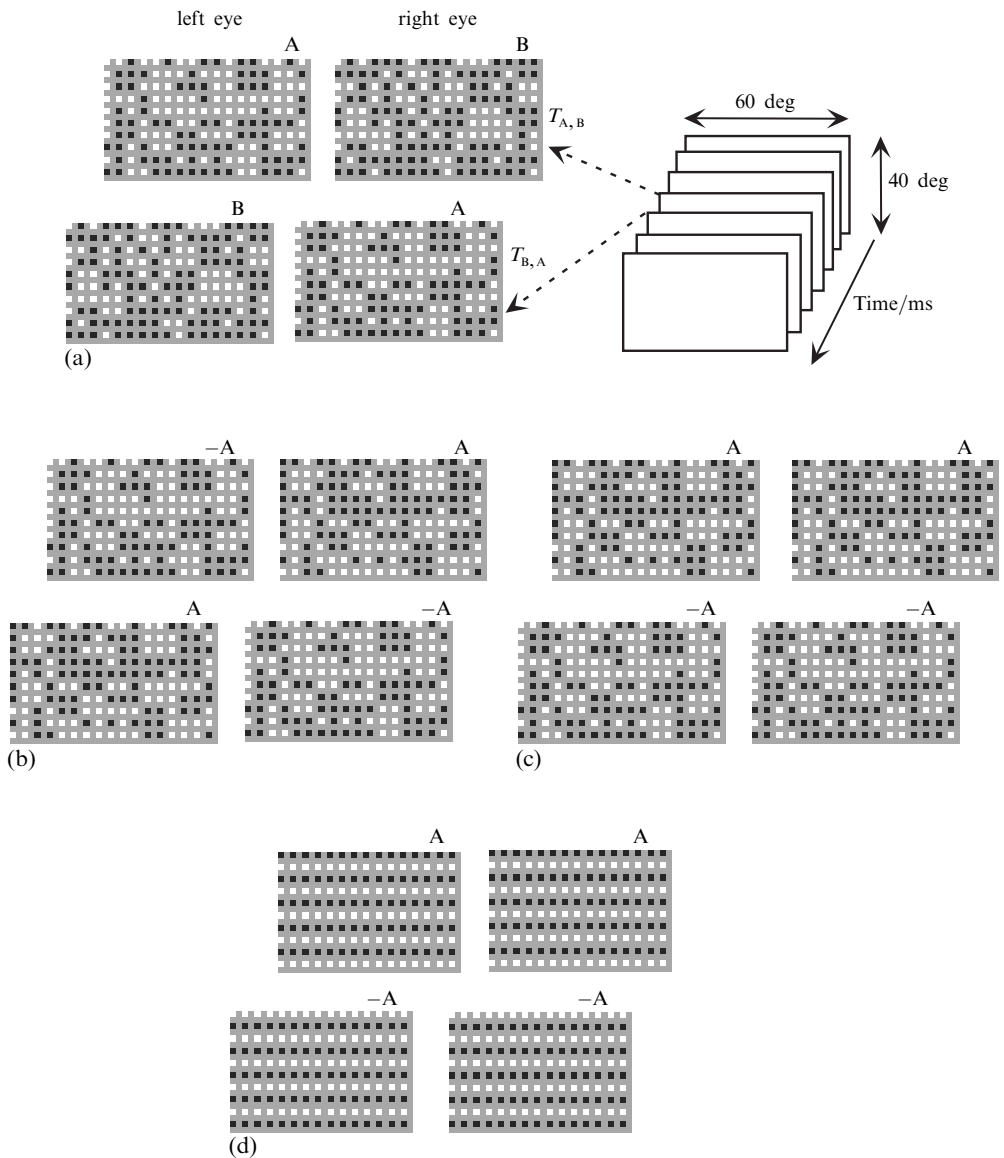 left eye right eye
A B
60 deg
T_A, B
40 deg
B A
T_B, A
Time/ms
(a)
−A A A A
A −A −A −A
(b) (c)
A A
−A −A
(d)